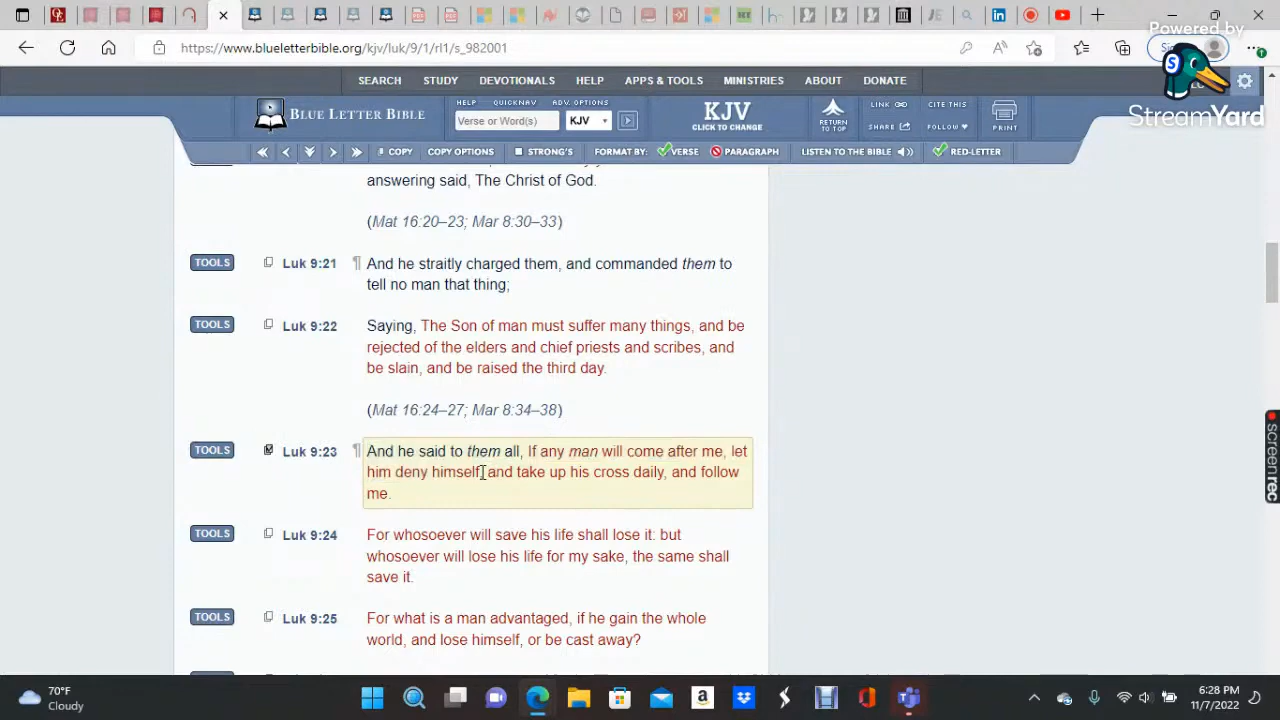 Powered by
StreamYard
https://www.blueletterbible.org/kjv/luk/9/1/rl1/s_982001
SEARCH STUDY DEVOTIONALS HELP APPS & TOOLS MINISTRIES ABOUT DONATE
BLUE LETTER BIBLE
HELP QUICKNAV ADV. OPTIONS
Verse or Word(s) KJV
KJV
CLICK TO CHANGE
RETURN
TO TOP
LINK CITE THIS
SHARE FOLLOW
PRINT
COPY COPY OPTIONS STRONG'S FORMAT BY: VERSE PARAGRAPH LISTEN TO THE BIBLE RED-LETTER
answering said, The Christ of God.
(Mat 16:20–23; Mar 8:30–33)
TOOLS Luk 9:21 ¶ And he straitly charged them, and commanded them to
tell no man that thing;
TOOLS Luk 9:22 Saying, The Son of man must suffer many things, and be
rejected of the elders and chief priests and scribes, and
be slain, and be raised the third day.
(Mat 16:24–27; Mar 8:34–38)
TOOLS Luk 9:23 ¶ And he said to them all, If any man will come after me, let
him deny himself, and take up his cross daily, and follow
me.
TOOLS Luk 9:24 For whosoever will save his life shall lose it: but
whosoever will lose his life for my sake, the same shall
save it.
TOOLS Luk 9:25 For what is a man advantaged, if he gain the whole
world, and lose himself, or be cast away?
screenrec
70°F
Cloudy
6:28 PM
11/7/2022